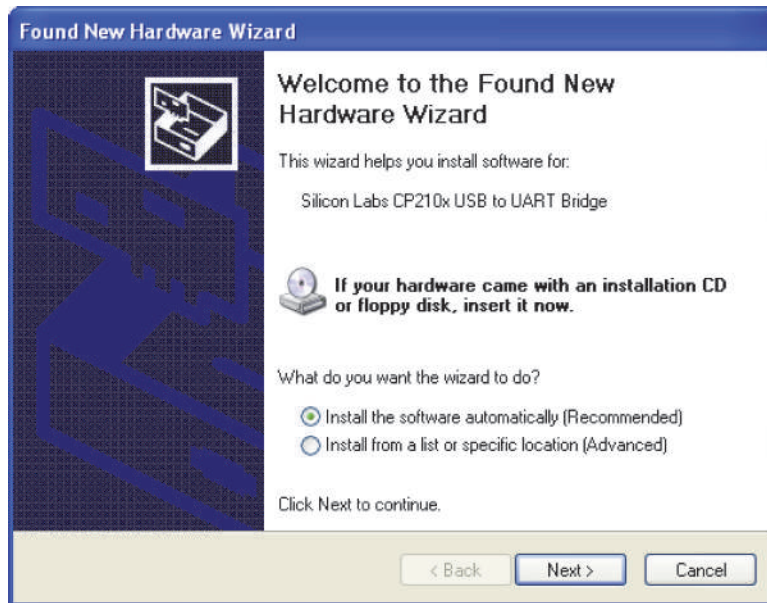 Found New Hardware Wizard
Welcome to the Found New
Hardware Wizard
This wizard helps you install software for:
Silicon Labs CP210x USB to UART Bridge
If your hardware came with an installation CD
or floppy disk, insert it now.
What do you want the wizard to do?
Install the software automatically (Recommended)
Install from a list or specific location (Advanced)
Click Next to continue.
< Back Next > Cancel